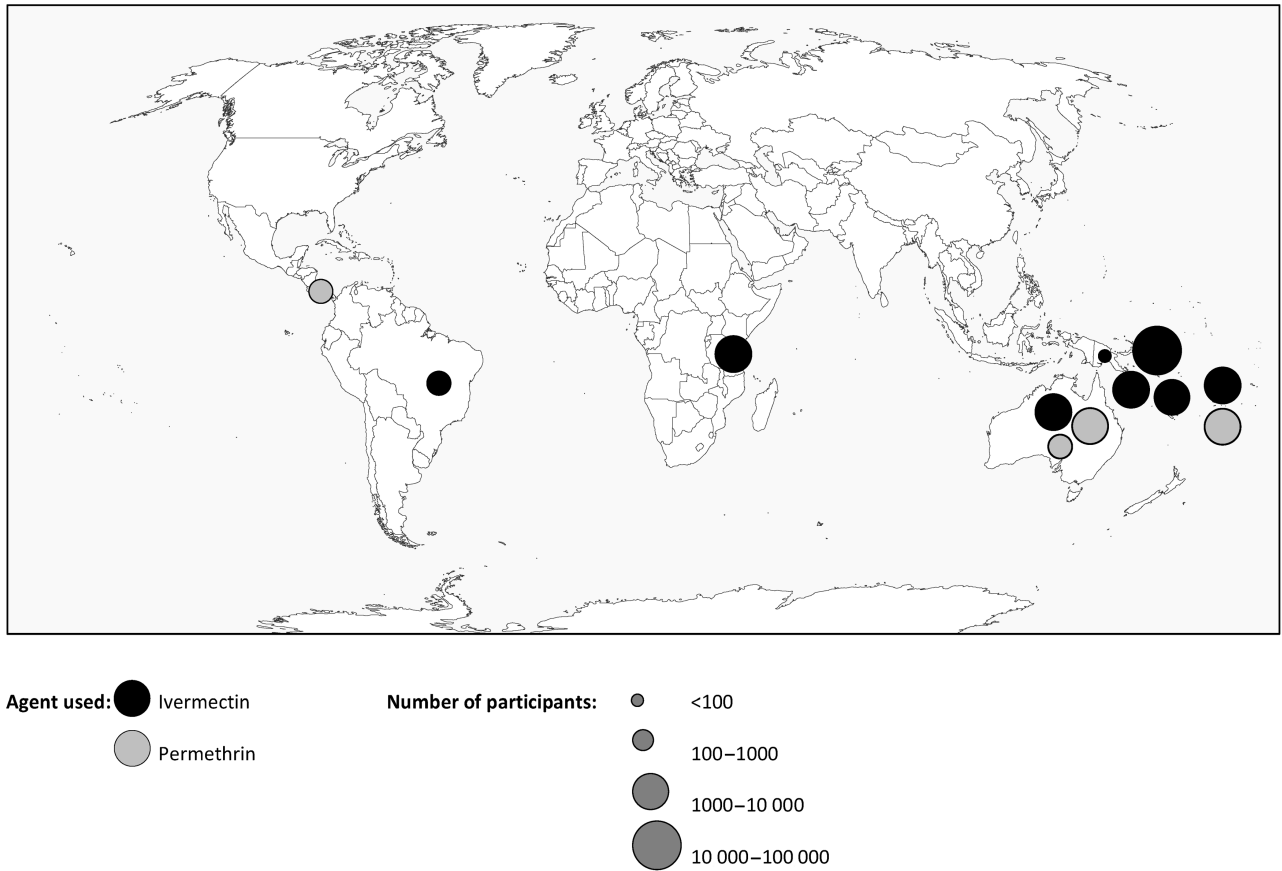 Agent used: Ivermectin
Permethrin
Number of participants: <100
100–1000
1000–10 000
10 000–100 000